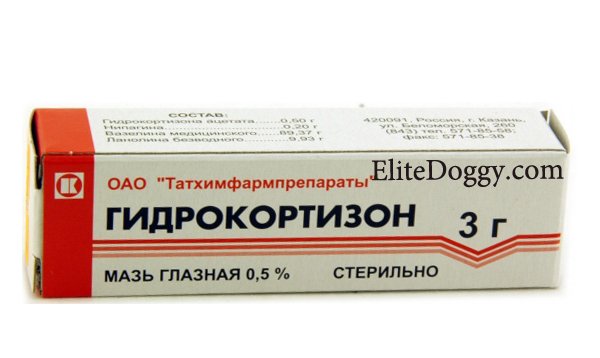 СОСТАВ:
Гидрокортизона ацетата......0,50 г
Нипагина......0,20 г
Вазелина медицинского......89,37 г
Ланолина безводного......9,93 г
420091, Россия, г. Казань,
ул. Беломорская, 260
(843) тел. 571-85-58;
факс: 571-85-38
EliteDoggy.com
ОАО "Татхимфармпрепараты"
ГИДРОКОРТИЗОН
3 г
МАЗЬ ГЛАЗНАЯ 0,5 % СТЕРИЛЬНО